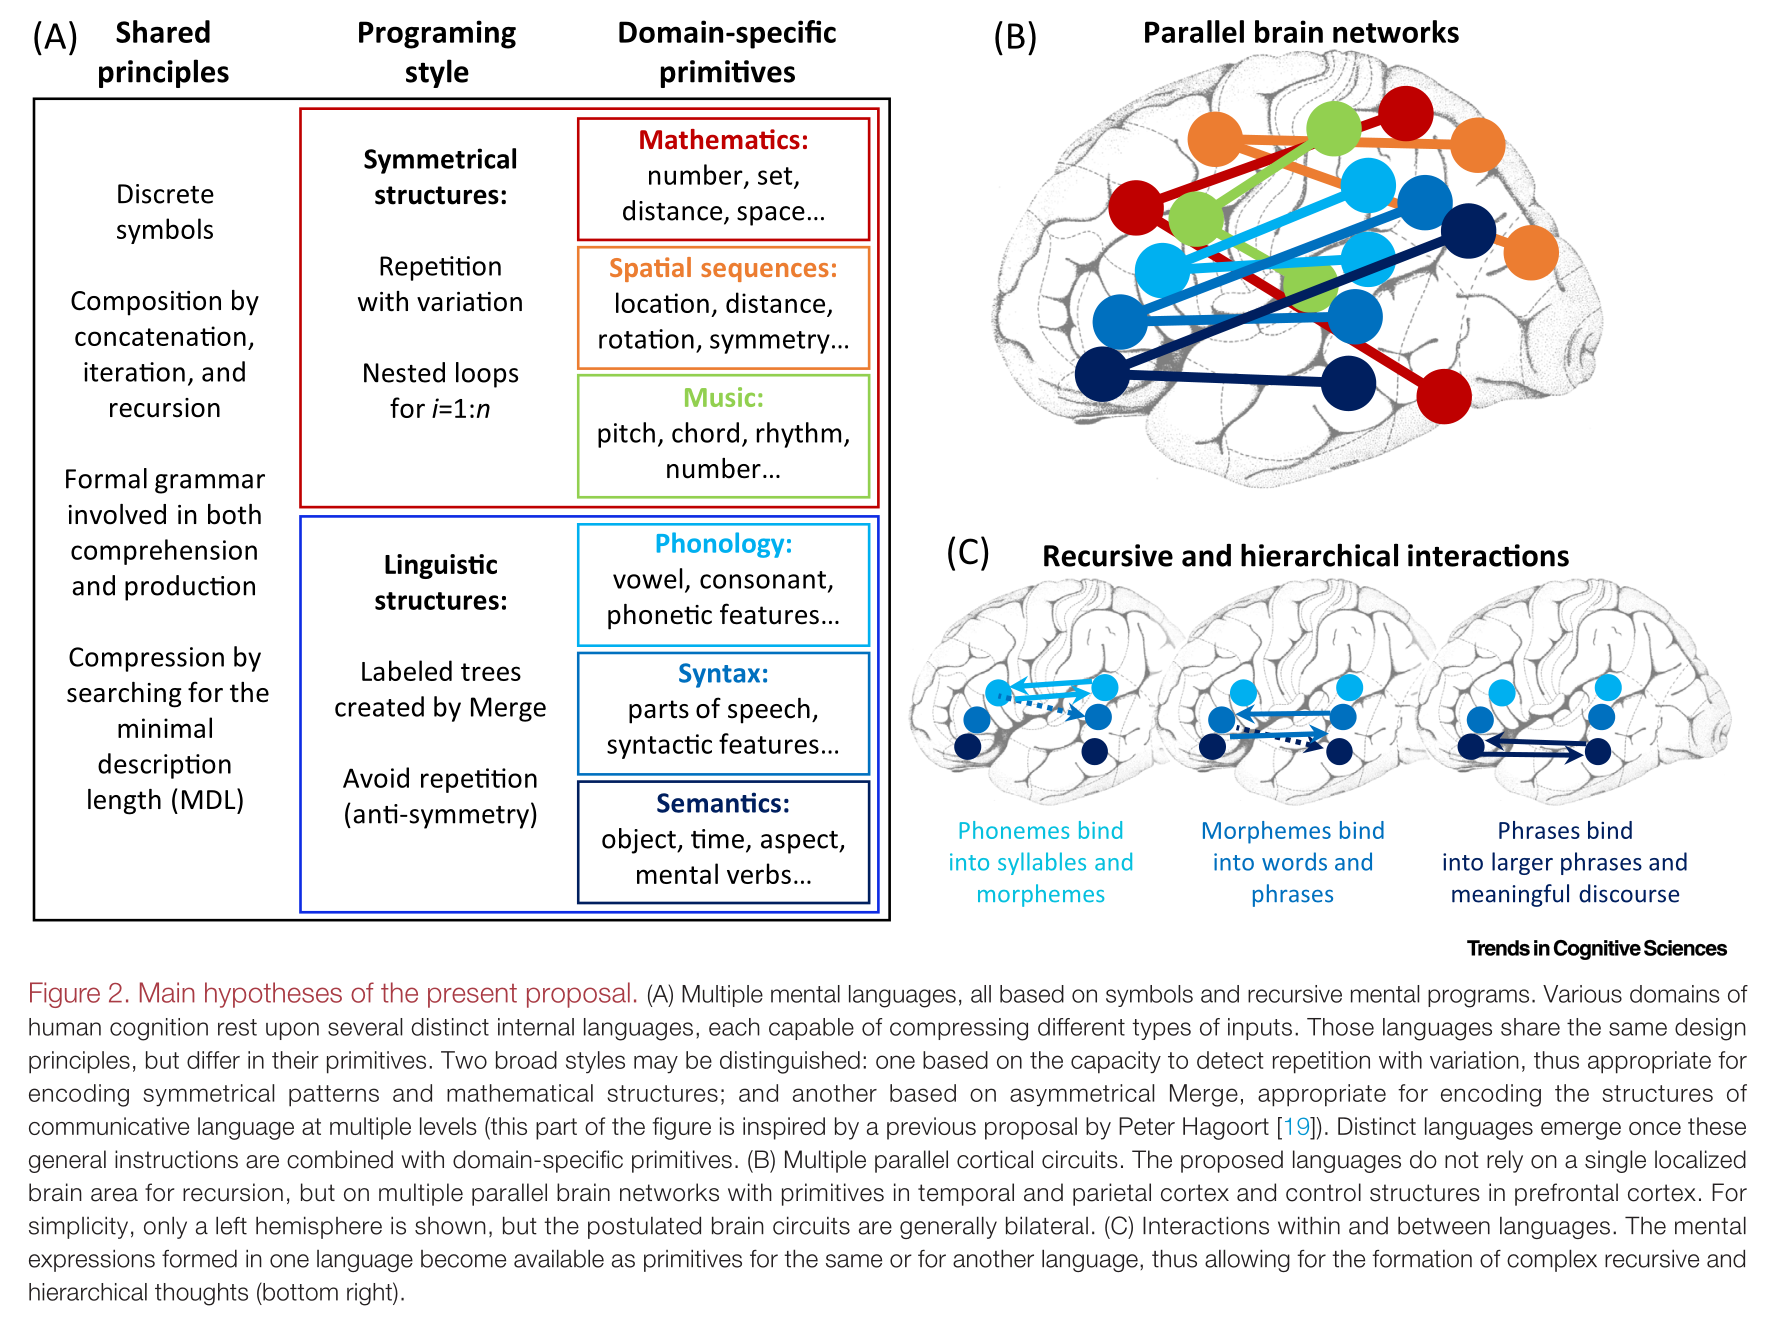 (A)
Shared
principles
Programing
style
Domain-specific
primitives
Discrete
symbols
Composition by
concatenation,
iteration, and
recursion
Formal grammar
involved in both
comprehension
and production
Compression by
searching for the
minimal
description
length (MDL)
Symmetrical
structures:
Repetition
with variation
Nested loops
for i=1:n
Mathematics:
number, set,
distance, space...
Spatial sequences:
location, distance,
rotation, symmetry...
Music:
pitch, chord, rhythm,
number...
Linguistic
structures:
Labeled trees
created by Merge
Avoid repetition
(anti-symmetry)
Phonology:
vowel, consonant,
phonetic features...
Syntax:
parts of speech,
syntactic features...
Semantics:
object, time, aspect,
mental verbs...
(B)
Parallel brain networks
(C)
Recursive and hierarchical interactions
Phonemes bind
into syllables and
morphemes
Morphemes bind
into words and
phrases
Phrases bind
into larger phrases and
meaningful discourse
Trends in Cognitive Sciences
Figure 2. Main hypotheses of the present proposal. (A) Multiple mental languages, all based on symbols and recursive mental programs. Various domains of
human cognition rest upon several distinct internal languages, each capable of compressing different types of inputs. Those languages share the same design
principles, but differ in their primitives. Two broad styles may be distinguished: one based on the capacity to detect repetition with variation, thus appropriate for
encoding symmetrical patterns and mathematical structures; and another based on asymmetrical Merge, appropriate for encoding the structures of
communicative language at multiple levels (this part of the figure is inspired by a previous proposal by Peter Hagoort [19]). Distinct languages emerge once these
general instructions are combined with domain-specific primitives. (B) Multiple parallel cortical circuits. The proposed languages do not rely on a single localized
brain area for recursion, but on multiple parallel brain networks with primitives in temporal and parietal cortex and control structures in prefrontal cortex. For
simplicity, only a left hemisphere is shown, but the postulated brain circuits are generally bilateral. (C) Interactions within and between languages. The mental
expressions formed in one language become available as primitives for the same or for another language, thus allowing for the formation of complex recursive and
hierarchical thoughts (bottom right).